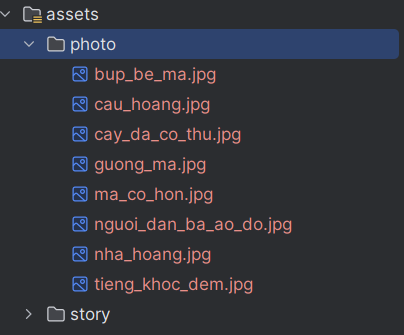 assets
photo
bup_be_ma.jpg
cau_hoang.jpg
cay_da_co_thu.jpg
guong_ma.jpg
ma_co_hon.jpg
nguoi_dan_ba_ao_do.jpg
nha_hoang.jpg
tieng_khoc_dem.jpg
story